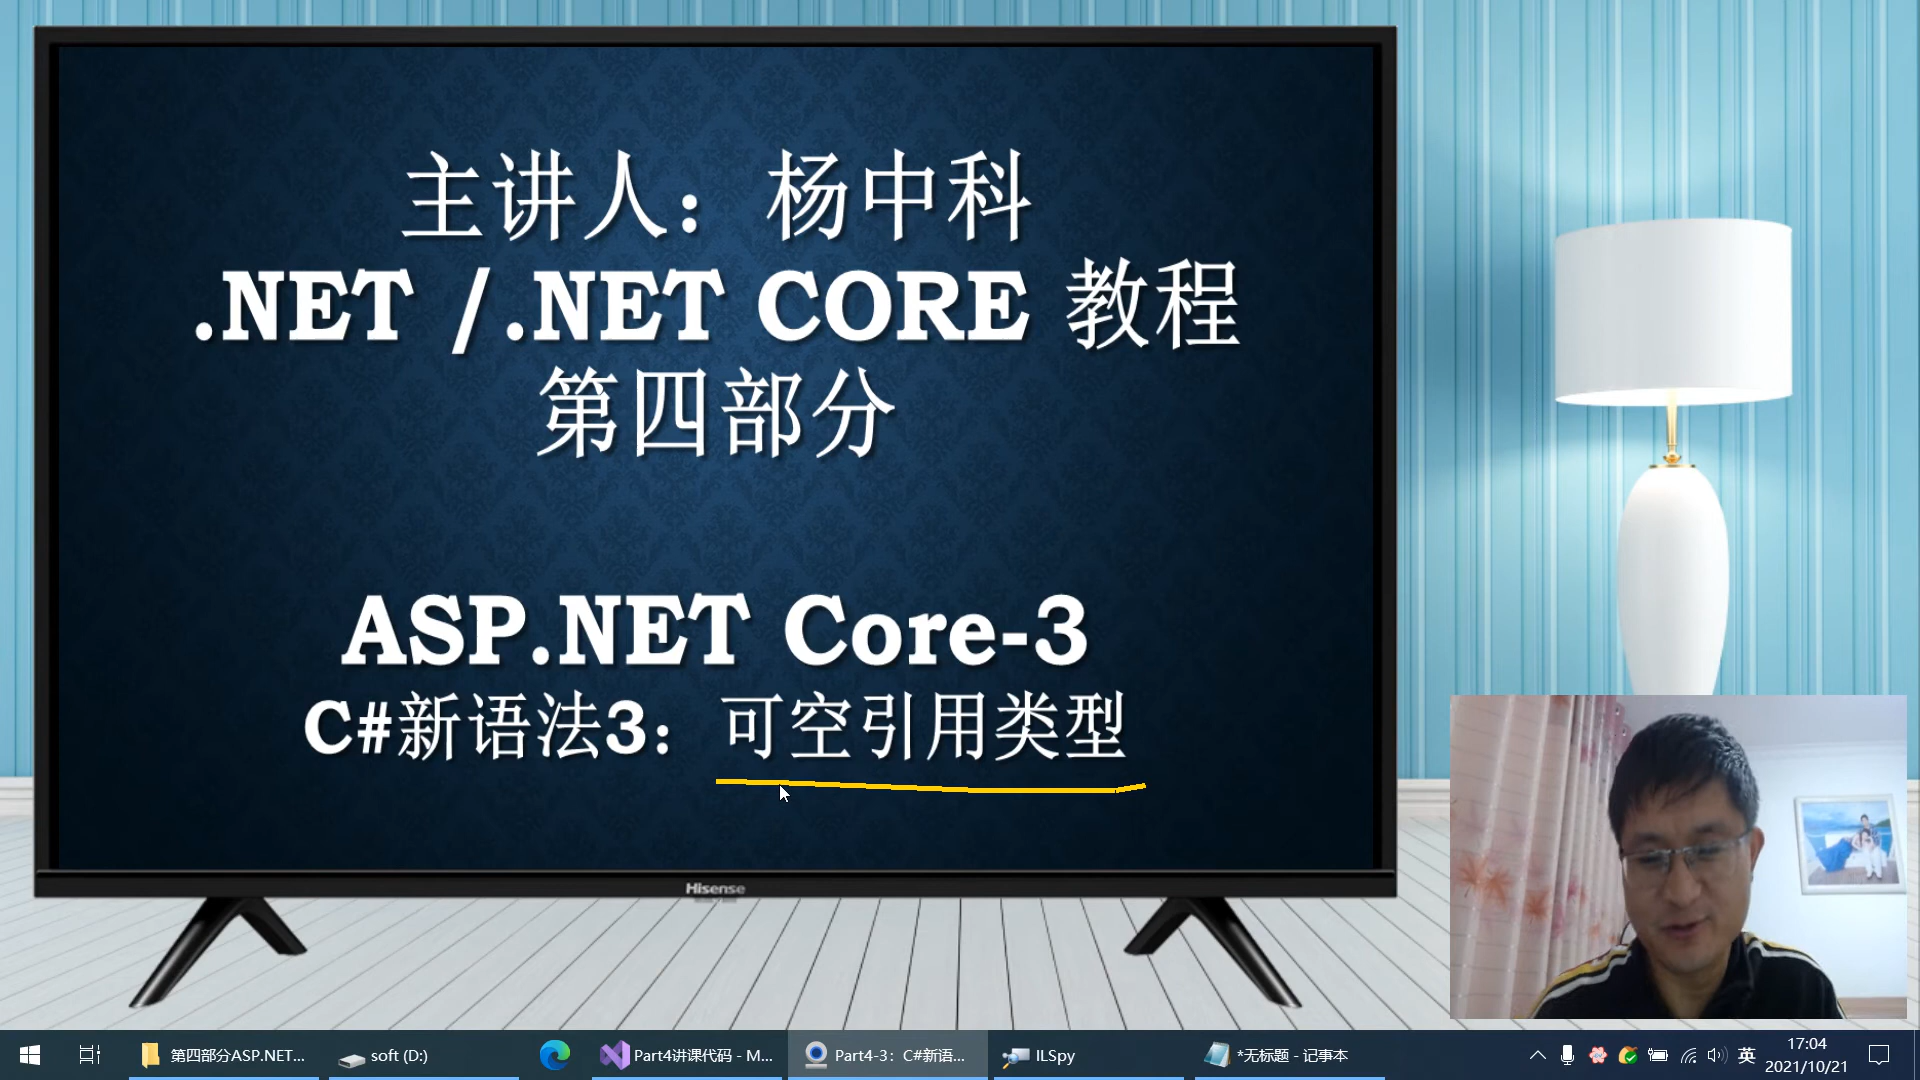 主讲人：杨中科
.NET /.NET CORE 教程
第四部分
ASP.NET Core-3
C#新语法3：可空引用类型
Hisense
第四部分ASP.NET...
soft (D:)
Part4讲课代码 - M...
Part4-3：C#新语...
ILSpy
*无标题 - 记事本
英
17:04
2021/10/21